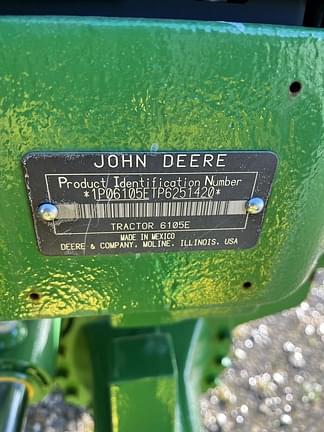 JOHN DEERE
Product Identification Number
*1P06105ETP6251420*
TRACTOR 6105E
MADE IN MEXICO
DEERE & COMPANY, MOLINE, ILLINOIS, USA